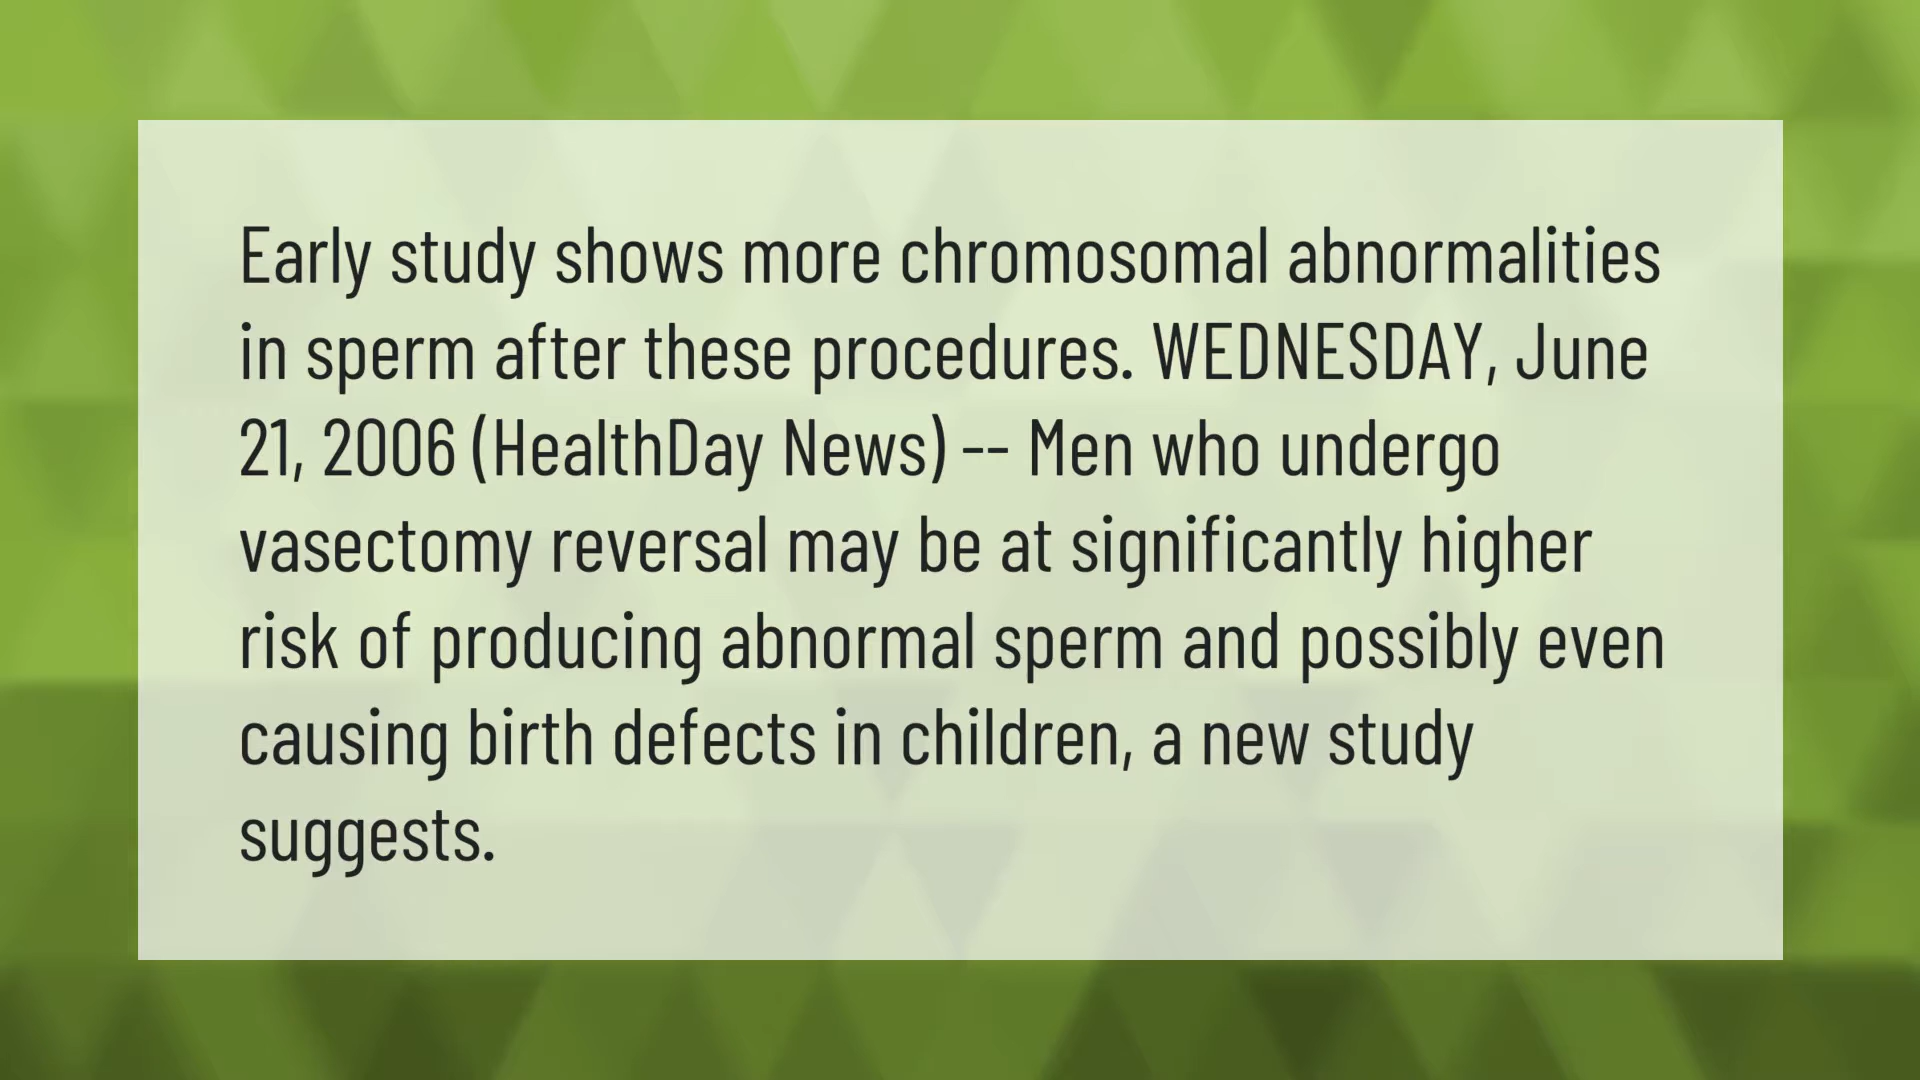 Early study shows more chromosomal abnormalities
in sperm after these procedures. WEDNESDAY, June
21, 2006 (HealthDay News) -- Men who undergo
vasectomy reversal may be at significantly higher
risk of producing abnormal sperm and possibly even
causing birth defects in children, a new study
suggests.